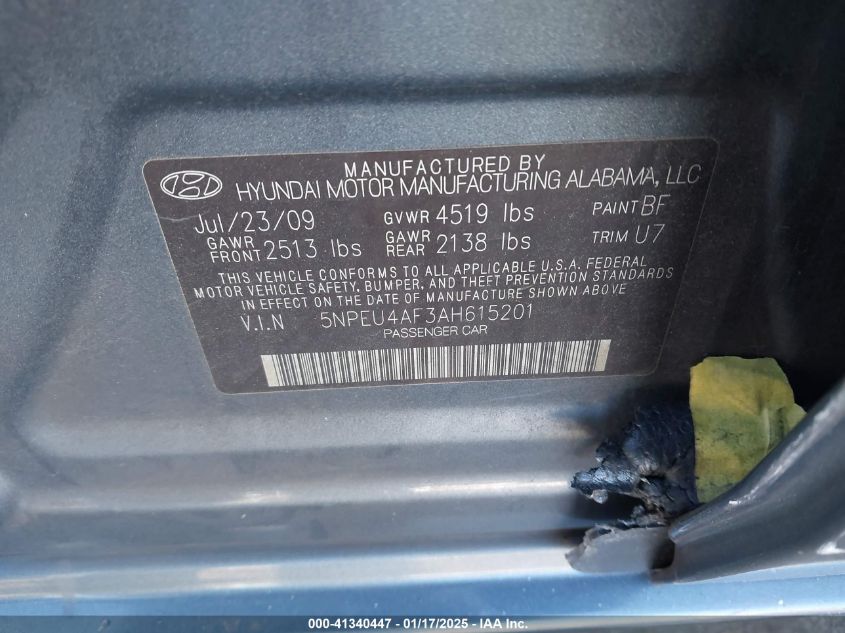 MANUFACTURED BY
HYUNDAI MOTOR MANUFACTURING ALABAMA, LLC
Jul/23/09 GVWR 4519 lbs PAINT BF
GAWR FRONT 2513 lbs GAWR REAR 2138 lbs TRIM U7
THIS VEHICLE CONFORMS TO ALL APPLICABLE U.S.A. FEDERAL
MOTOR VEHICLE SAFETY, BUMPER, AND THEFT PREVENTION STANDARDS
IN EFFECT ON THE DATE OF MANUFACTURE SHOWN ABOVE
V.I.N 5NPEU4AF3AH615201
PASSENGER CAR
000-41340447 - 01/17/2025 - IAA Inc.